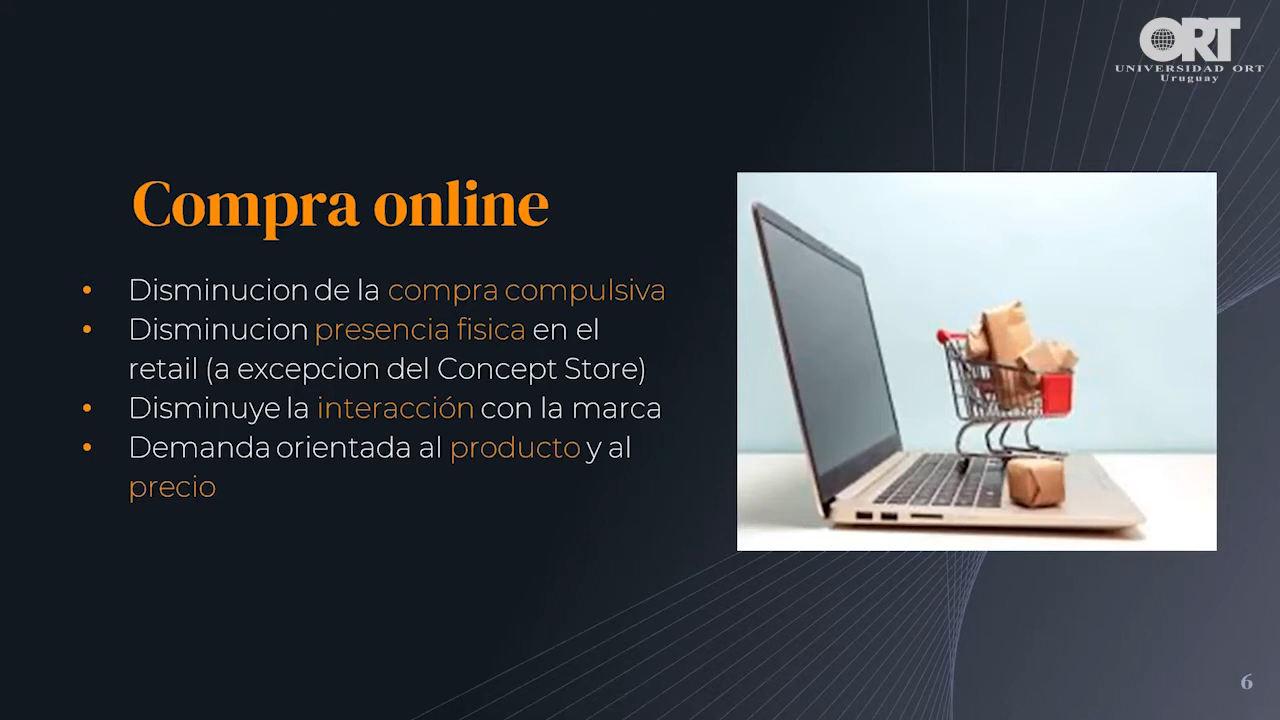 ORT
UNIVERSIDAD ORT
Uruguay
Compra online
• Disminucion de la compra compulsiva
• Disminucion presencia fisica en el
retail (a excepcion del Concept Store)
• Disminuye la interacción con la marca
• Demanda orientada al producto y al
precio
6